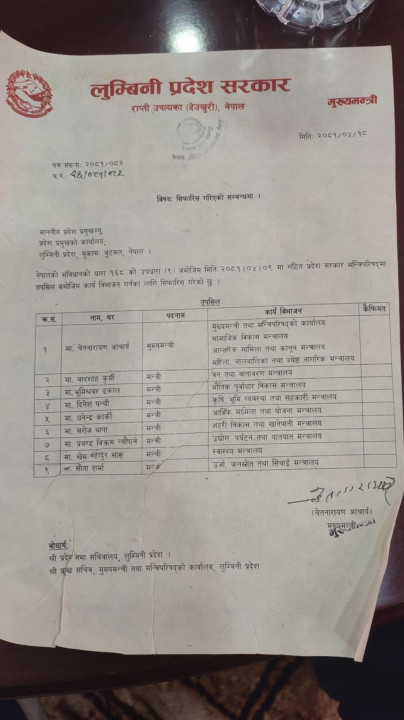 लुम्बिनी प्रदेश सरकार
राप्ती उपत्यका (देउखुरी), नेपाल
मुख्यमन्त्री
मिति: २०८१/०४/१८
पत्र संख्या: २०८१/०८२
च.नं.
विषयः सिफारिस गरिएको सम्बन्धमा ।
माननीय प्रदेश प्रमुखज्यू,
प्रदेश प्रमुखको कार्यालय,
लुम्बिनी प्रदेश, मुकाम बुटवल, नेपाल ।
नेपालको संविधानको धारा १६८ को उपधारा (९) बमोजिम मिति २०८१/०४/०९ मा गठित प्रदेश सरकार मन्त्रिपरिषद्मा
तपसिल बमोजिम कार्य विभाजन गर्नका लागि सिफारिस गरेको छु ।
तपसिल
क्र.सं. नाम, थर पदनाम कार्य विभाजन कैफियत
१ मा. चेतनारायण आचार्य मुख्यमन्त्री मुख्यमन्त्री तथा मन्त्रिपरिषद्को कार्यालय
सामाजिक विकास मन्त्रालय
आन्तरिक मामिला तथा कानून मन्त्रालय
महिला, बालबालिका तथा ज्येष्ठ नागरिक मन्त्रालय
२ मा. बादशाह कुर्मी मन्त्री वन तथा वातावरण मन्त्रालय
३ मा. भूमिश्वर ढकाल मन्त्री भौतिक पूर्वाधार विकास मन्त्रालय
४ मा. दिनेश पन्थी मन्त्री कृषि, भूमि व्यवस्था तथा सहकारी मन्त्रालय
५ मा. धनेन्द्र कार्की मन्त्री आर्थिक मामिला तथा योजना मन्त्रालय
६ मा. सरोज थापा मन्त्री शहरी विकास तथा खानेपानी मन्त्रालय
७ मा. प्रचण्ड विक्रम न्यौपाने मन्त्री उद्योग पर्यटन तथा यातायात मन्त्रालय
८ मा. खेम बहादुर सारू मन्त्री स्वास्थ्य मन्त्रालय
९ मा. सीता शर्मा मन्त्री उर्जा, जलस्रोत तथा सिंचाई मन्त्रालय
(चेतनारायण आचार्य)
मुख्यमन्त्री
बोधार्थ:
श्री प्रदेश सभा सचिवालय, लुम्बिनी प्रदेश ।
श्री प्रमुख सचिव, मुख्यमन्त्री तथा मन्त्रिपरिषद्को कार्यालय, लुम्बिनी प्रदेश